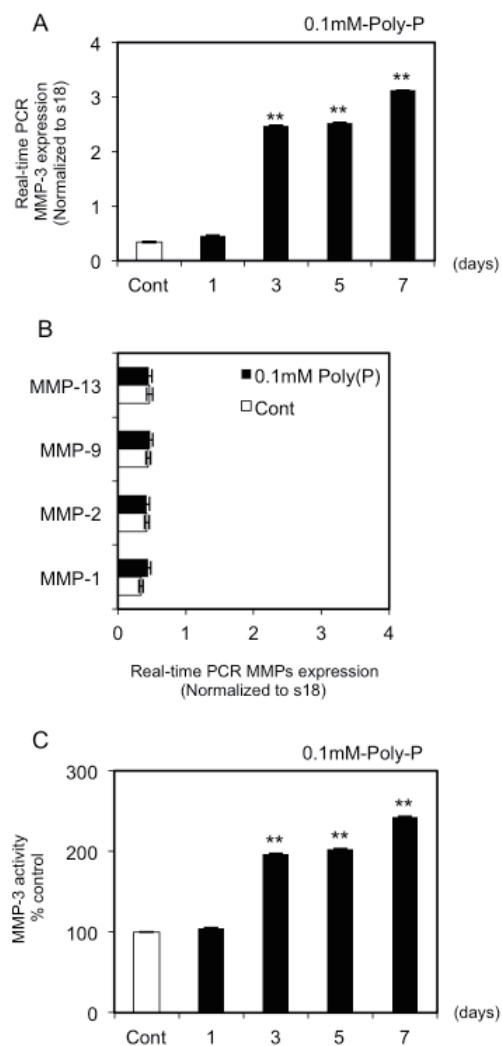 A
0.1mM-Poly-P
Real-time PCR
MMP-3 expression
(Normalized to s18)
4
3
2
1
0
**
**
**
Cont
1
3
5
7
(days)
B
MMP-13
MMP-9
MMP-2
MMP-1
0.1mM Poly(P)
Cont
0
1
2
3
4
Real-time PCR MMPs expression
(Normalized to s18)
C
0.1mM-Poly-P
MMP-3 activity
% control
300
200
100
0
**
**
**
Cont
1
3
5
7
(days)